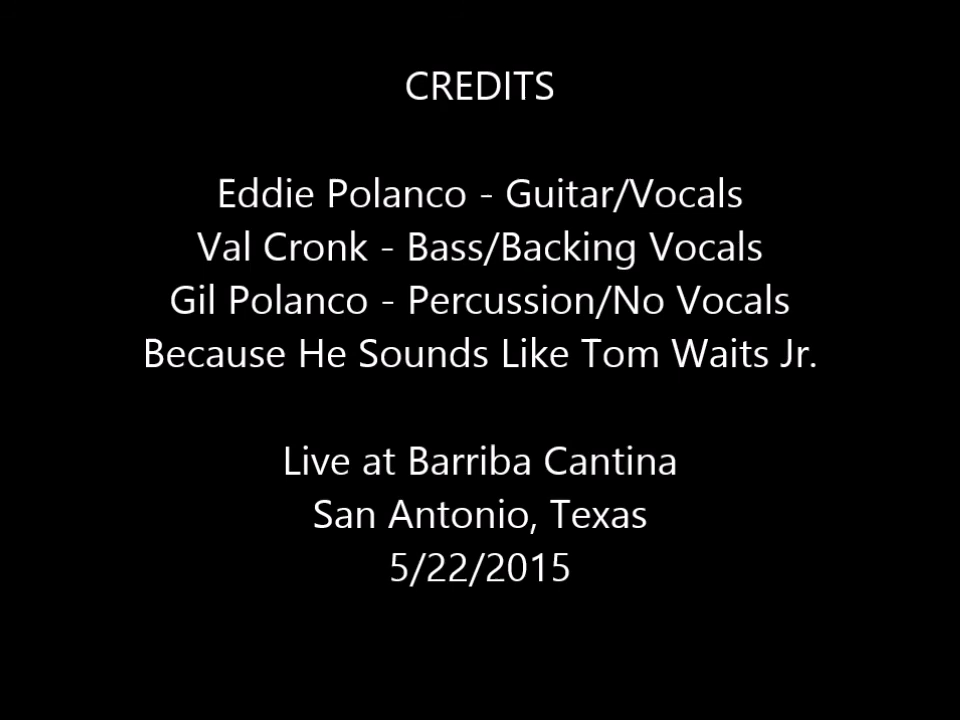 CREDITS
Eddie Polanco - Guitar/Vocals
Val Cronk - Bass/Backing Vocals
Gil Polanco - Percussion/No Vocals
Because He Sounds Like Tom Waits Jr.
Live at Barriba Cantina
San Antonio, Texas
5/22/2015